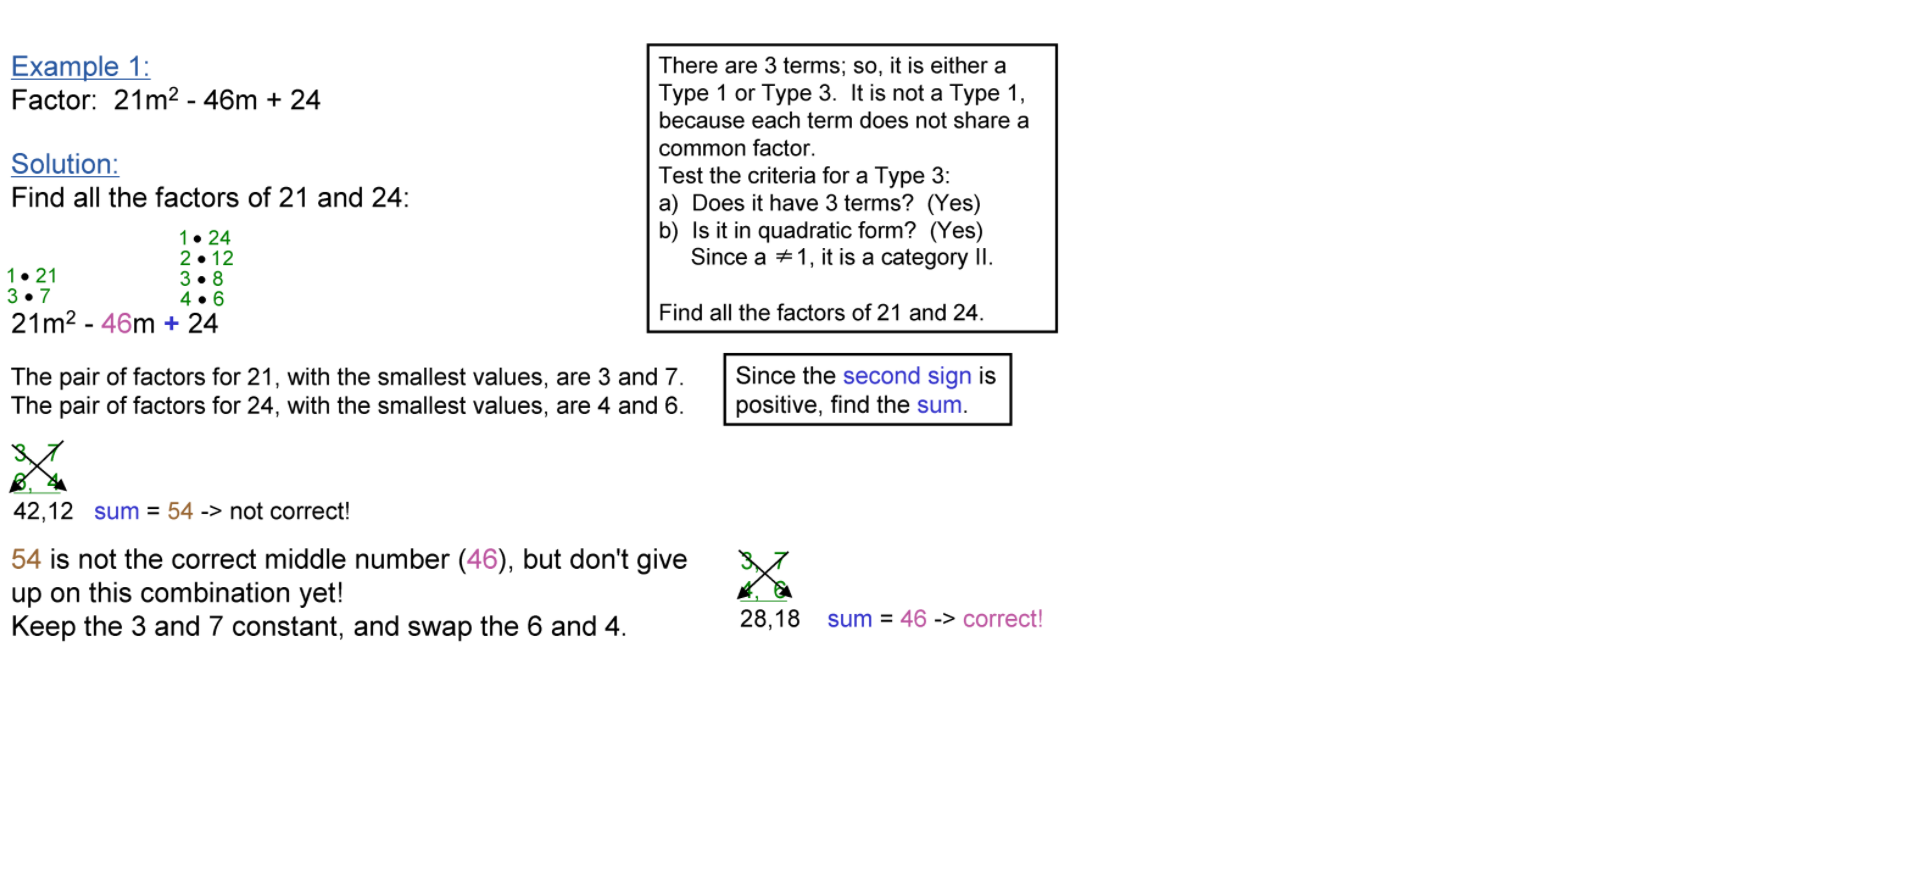 Example 1:
Factor:  21m² - 46m + 24
Solution:
Find all the factors of 21 and 24:
1 • 24
2 • 12
3 • 8
4 • 6
1 • 21
3 • 7
21m² - 46m + 24
There are 3 terms; so, it is either a
Type 1 or Type 3.  It is not a Type 1,
because each term does not share a
common factor.
Test the criteria for a Type 3:
a)  Does it have 3 terms?  (Yes)
b)  Is it in quadratic form?  (Yes)
Since a ≠ 1, it is a category II.
Find all the factors of 21 and 24.
The pair of factors for 21, with the smallest values, are 3 and 7.
The pair of factors for 24, with the smallest values, are 4 and 6.
Since the second sign is
positive, find the sum.
3, 7
6, 4
42,12   sum = 54 -> not correct!
54 is not the correct middle number (46), but don't give
up on this combination yet!
Keep the 3 and 7 constant, and swap the 6 and 4.
3, 7
4, 6
28,18   sum = 46 -> correct!